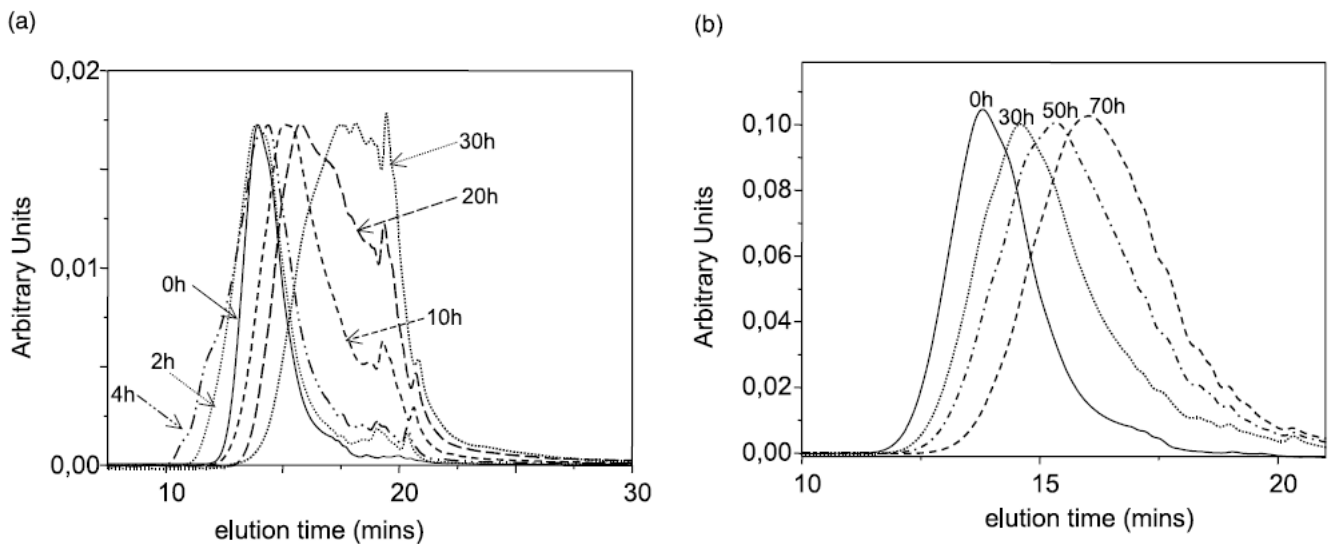 (a)
0,02
0,01
0,00
Arbitrary Units
0h
2h
4h
30h
20h
10h
10
20
30
elution time (mins)
(b)
0,10
0,08
0,06
0,04
0,02
0,00
Arbitrary Units
0h
30h
50h
70h
10
15
20
elution time (mins)